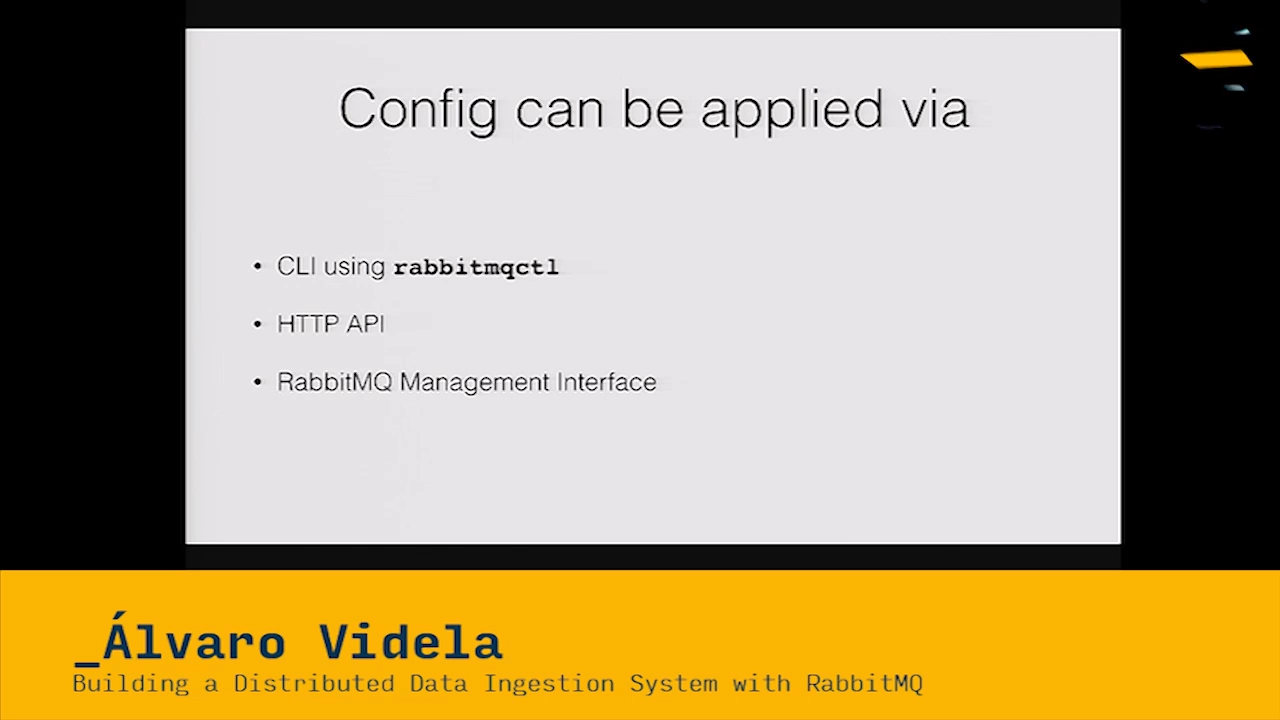 Config can be applied via
• CLI using rabbitmqctl
• HTTP API
• RabbitMQ Management Interface
_Álvaro Videla
Building a Distributed Data Ingestion System with RabbitMQ